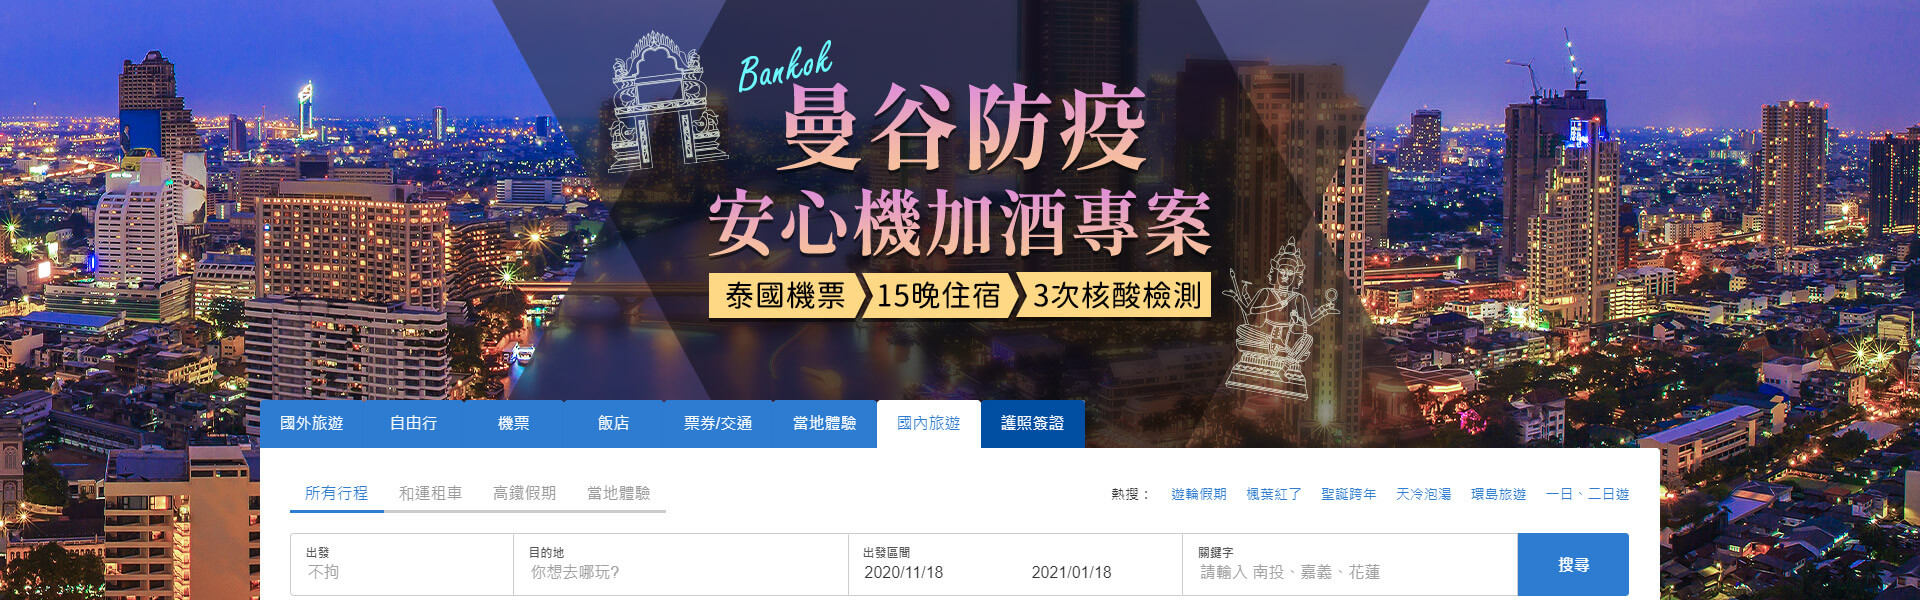 Bankok
曼谷防疫
安心機加酒專案
泰國機票 15晚住宿 3次核酸檢測
國外旅遊 自由行 機票 飯店 票券/交通 當地體驗 國內旅遊 護照簽證
所有行程 和運租車 高鐵假期 當地體驗 熱搜： 遊輪假期 楓葉紅了 聖誕跨年 天冷泡湯 環島旅遊 一日、二日遊
出發 目的地 出發區間 關鍵字
不拘 你想去哪玩? 2020/11/18 2021/01/18 請輸入 南投、嘉義、花蓮 搜尋